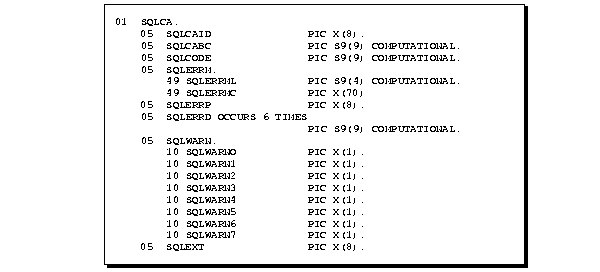 01 SQLCA.
05 SQLCAID PIC X(8).
05 SQLCABC PIC S9(9) COMPUTATIONAL.
05 SQLCODE PIC S9(9) COMPUTATIONAL.
05 SQLERRM.
49 SQLERRML PIC S9(4) COMPUTATIONAL.
49 SQLERRMC PIC X(70)
05 SQLERRP PIC X(8).
05 SQLERRD OCCURS 6 TIMES
PIC S9(9) COMPUTATIONAL.
05 SQLWARN.
10 SQLWARN0 PIC X(1).
10 SQLWARN1 PIC X(1).
10 SQLWARN2 PIC X(1).
10 SQLWARN3 PIC X(1).
10 SQLWARN4 PIC X(1).
10 SQLWARN5 PIC X(1).
10 SQLWARN6 PIC X(1).
10 SQLWARN7 PIC X(1).
05 SQLEXT PIC X(8).